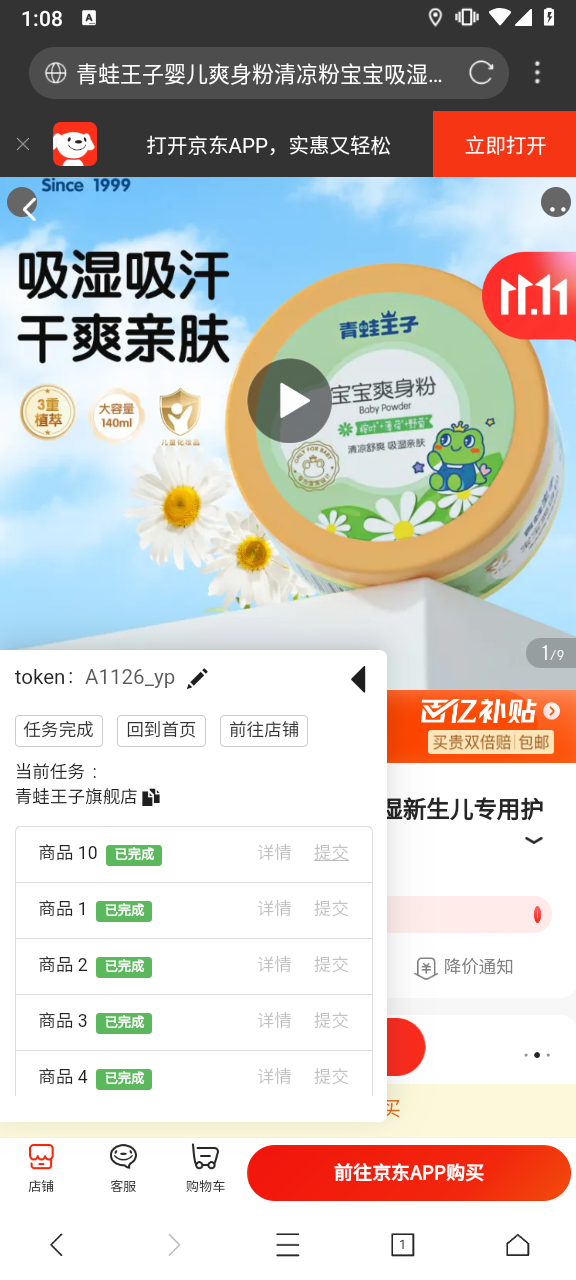 1:08
青蛙王子婴儿爽身粉清凉粉宝宝吸湿...
打开京东APP，实惠又轻松
立即打开
Since 1999
吸湿吸汗
干爽亲肤
11.11
3重
植萃
大容量
140ml
儿童化妆品
青蛙王子
宝宝爽身粉
Baby Powder
清凉舒爽 吸湿亲肤
1/9
token： A1126_yp
任务完成
回到首页
前往店铺
当前任务：
青蛙王子旗舰店
百亿补贴
买贵双倍赔 包邮
湿新生儿专用护
降价通知
商品 10 已完成 详情 提交
商品 1 已完成 详情 提交
商品 2 已完成 详情 提交
商品 3 已完成 详情 提交
商品 4 已完成 详情 提交
买
店铺
客服
购物车
前往京东APP购买
1